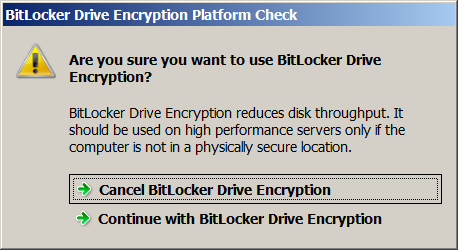 BitLocker Drive Encryption Platform Check
Are you sure you want to use BitLocker Drive
Encryption?
BitLocker Drive Encryption reduces disk throughput. It
should be used on high performance servers only if the
computer is not in a physically secure location.
Cancel BitLocker Drive Encryption
Continue with BitLocker Drive Encryption